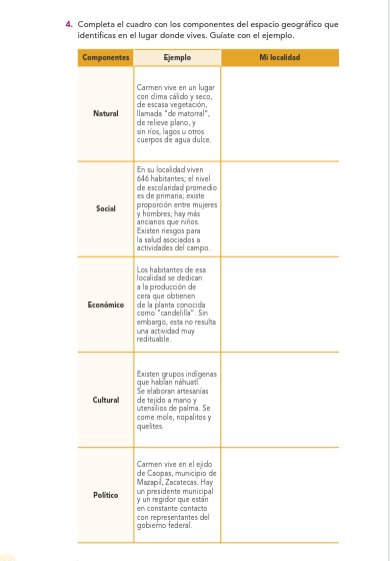 4. Completa el cuadro con los componentes del espacio geográfico que
identificas en el lugar donde vives. Guíate con el ejemplo.
Componentes Ejemplo Mi localidad
Natural
Carmen vive en un lugar
con clima cálido y seco,
de escasa vegetación,
llamada "de matorral",
de relieve plano, y
sin ríos, lagos u otros
cuerpos de agua dulce.
Social
En su localidad viven
646 habitantes; el nivel
de escolaridad promedio
es de primaria; existe
proporción entre mujeres
y hombres; hay más
ancianos que niños.
Existen riesgos para
la salud asociados a
actividades del campo.
Económico
Los habitantes de esa
localidad se dedican
a la producción de
cera que obtienen
de la planta conocida
como "candelilla". Sin
embargo, esta no resulta
una actividad muy
redituable.
Cultural
Existen grupos indígenas
que hablan náhuatl.
Se elaboran artesanías
de tejido a mano y
utensilios de palma. Se
come mole, nopalitos y
quelites.
Político
Carmen vive en el ejido
de Caopas, municipio de
Mazapil, Zacatecas. Hay
un presidente municipal
y un regidor que están
en constante contacto
con representantes del
gobierno federal.